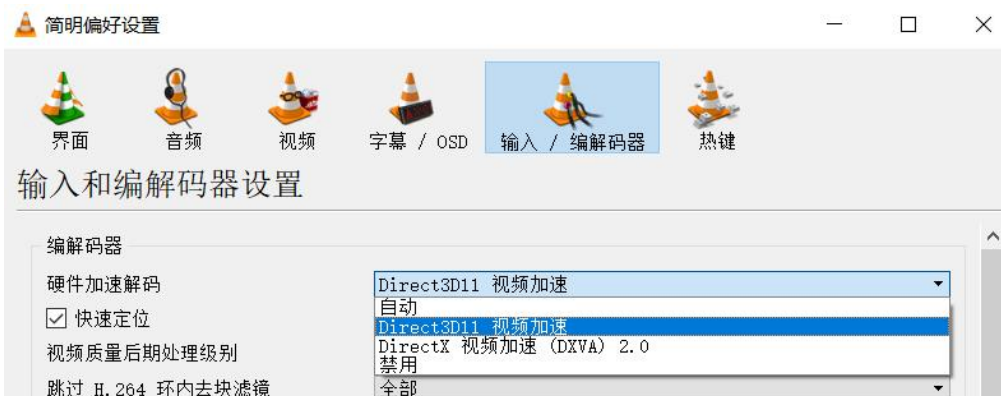 简明偏好设置
界面 音频 视频 字幕 / OSD 输入 / 编解码器 热键
输入和编解码器设置
编解码器
硬件加速解码 Direct3D11 视频加速
自动
快速定位 Direct3D11 视频加速
视频质量后期处理级别 DirectX 视频加速 (DXVA) 2.0
禁用
跳过 H.264 环内去块滤镜 全部